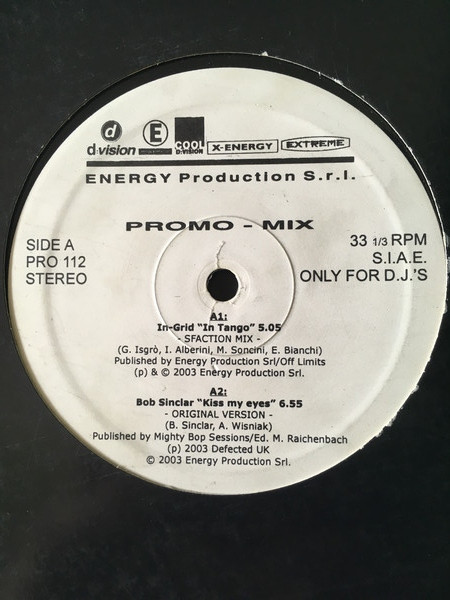 d
d:vision
E
COOL
D:VISION
X-ENERGY
EXTREME
ENERGY Production S.r.l.
PROMO - MIX
SIDE A
PRO 112
STEREO
33 1/3 RPM
S.I.A.E.
ONLY FOR D.J.'S
A1:
In-Grid "In Tango" 5.05
- SFACTION MIX -
(G. Isgrò, I. Alberini, M. Soncini, E. Bianchi)
Published by Energy Production Srl/Off Limits
(p) & © 2003 Energy Production Srl.
A2:
Bob Sinclar "Kiss my eyes" 6.55
- ORIGINAL VERSION -
(B. Sinclar, A. Wisniak)
Published by Mighty Bop Sessions/Ed. M. Raichenbach
(p) 2003 Defected UK
© 2003 Energy Production Srl.